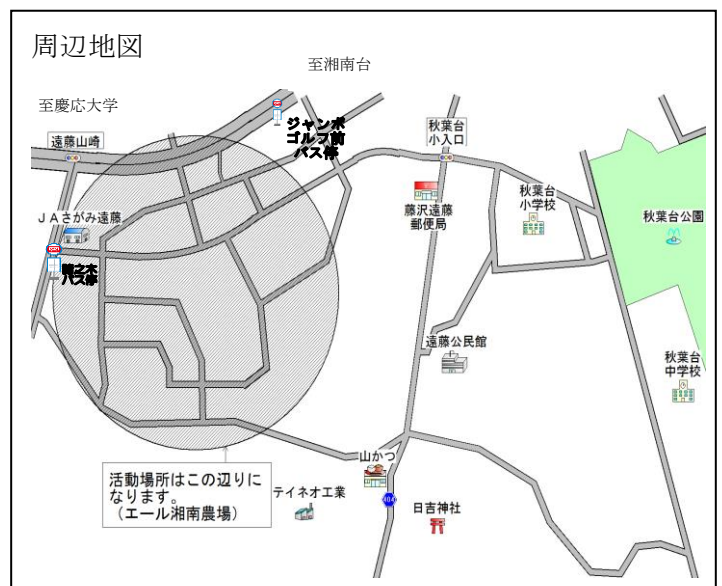 周辺地図
至湘南台
至慶応大学
ジャンボ
ゴルフ前
バス停
秋葉台
小入口
遠藤山崎
藤沢遠藤
郵便局
秋葉台
小学校
秋葉台公園
JAさがみ遠藤
バス停
遠藤公民館
秋葉台
中学校
山かつ
活動場所はこの辺りに
なります。
（エール湘南農場）
テイネオ工業
日吉神社